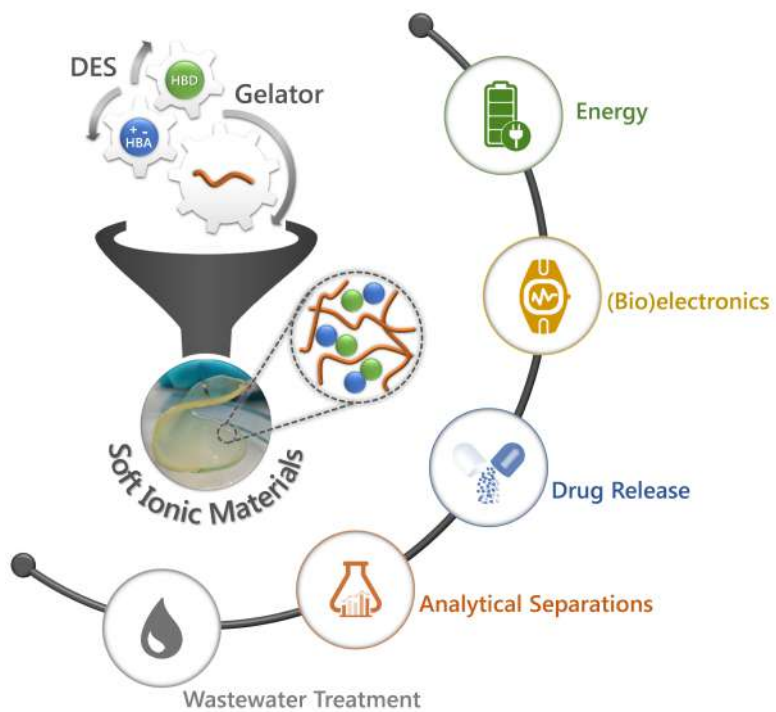 DES
HBD
Gelator
+ -
HBA
Soft Ionic Materials
Energy
(Bio)electronics
Drug Release
Analytical Separations
Wastewater Treatment